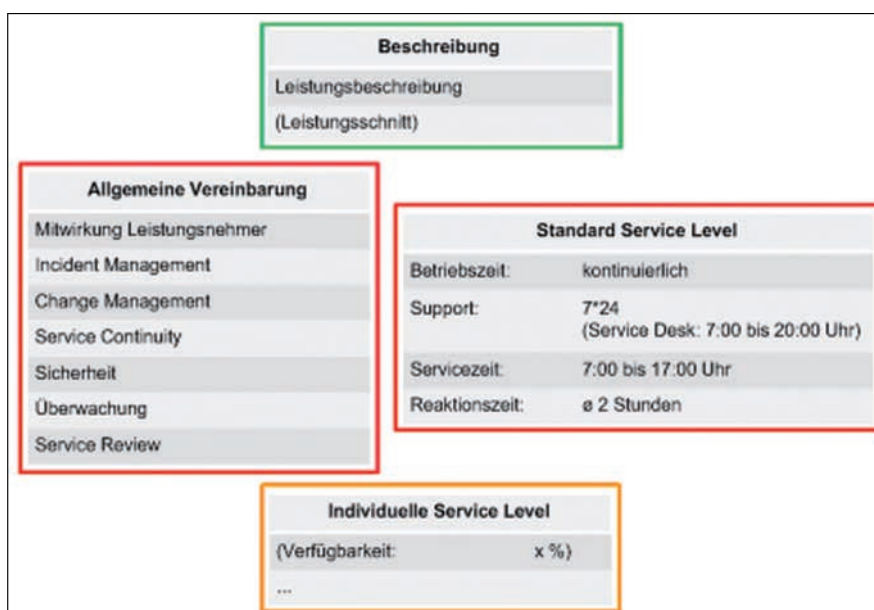 Beschreibung
Leistungsbeschreibung
(Leistungsschnitt)
Allgemeine Vereinbarung
Mitwirkung Leistungsnehmer
Incident Management
Change Management
Service Continuity
Sicherheit
Überwachung
Service Review
Standard Service Level
Betriebszeit: kontinuierlich
Support: 7*24
(Service Desk: 7:00 bis 20:00 Uhr)
Servicezeit: 7:00 bis 17:00 Uhr
Reaktionszeit: ø 2 Stunden
Individuelle Service Level
(Verfügbarkeit: x %)
...